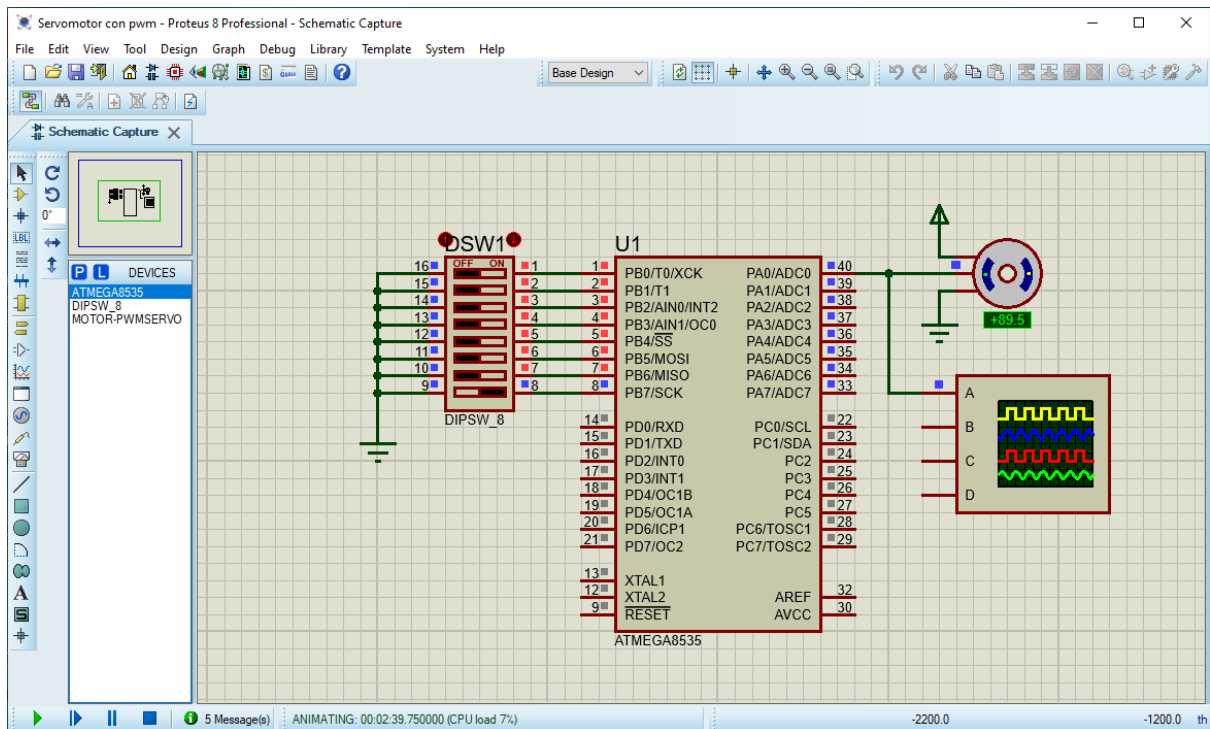 Servomotor con pwm - Proteus 8 Professional - Schematic Capture
File Edit View Tool Design Graph Debug Library Template System Help
Base Design
Schematic Capture
0°
LBL
P L DEVICES
ATMEGA8535
DIPSW_8
MOTOR-PWMSERVO
A
S
DSW1
OFF ON
16 1
15 2
14 3
13 4
12 5
11 6
10 7
9 8
DIPSW_8
U1
1 PB0/T0/XCK PA0/ADC0 40
2 PB1/T1 PA1/ADC1 39
3 PB2/AIN0/INT2 PA2/ADC2 38
4 PB3/AIN1/OC0 PA3/ADC3 37
5 PB4/SS PA4/ADC4 36
6 PB5/MOSI PA5/ADC5 35
7 PB6/MISO PA6/ADC6 34
8 PB7/SCK PA7/ADC7 33
14 PD0/RXD PC0/SCL 22
15 PD1/TXD PC1/SDA 23
16 PD2/INT0 PC2 24
17 PD3/INT1 PC3 25
18 PD4/OC1B PC4 26
19 PD5/OC1A PC5 27
20 PD6/ICP1 PC6/TOSC1 28
21 PD7/OC2 PC7/TOSC2 29
13 XTAL1
12 XTAL2 AREF 32
9 RESET AVCC 30
ATMEGA8535
+89.5
A
B
C
D
5 Message(s) ANIMATING: 00:02:39.750000 (CPU load 7%) -2200.0 -1200.0 th